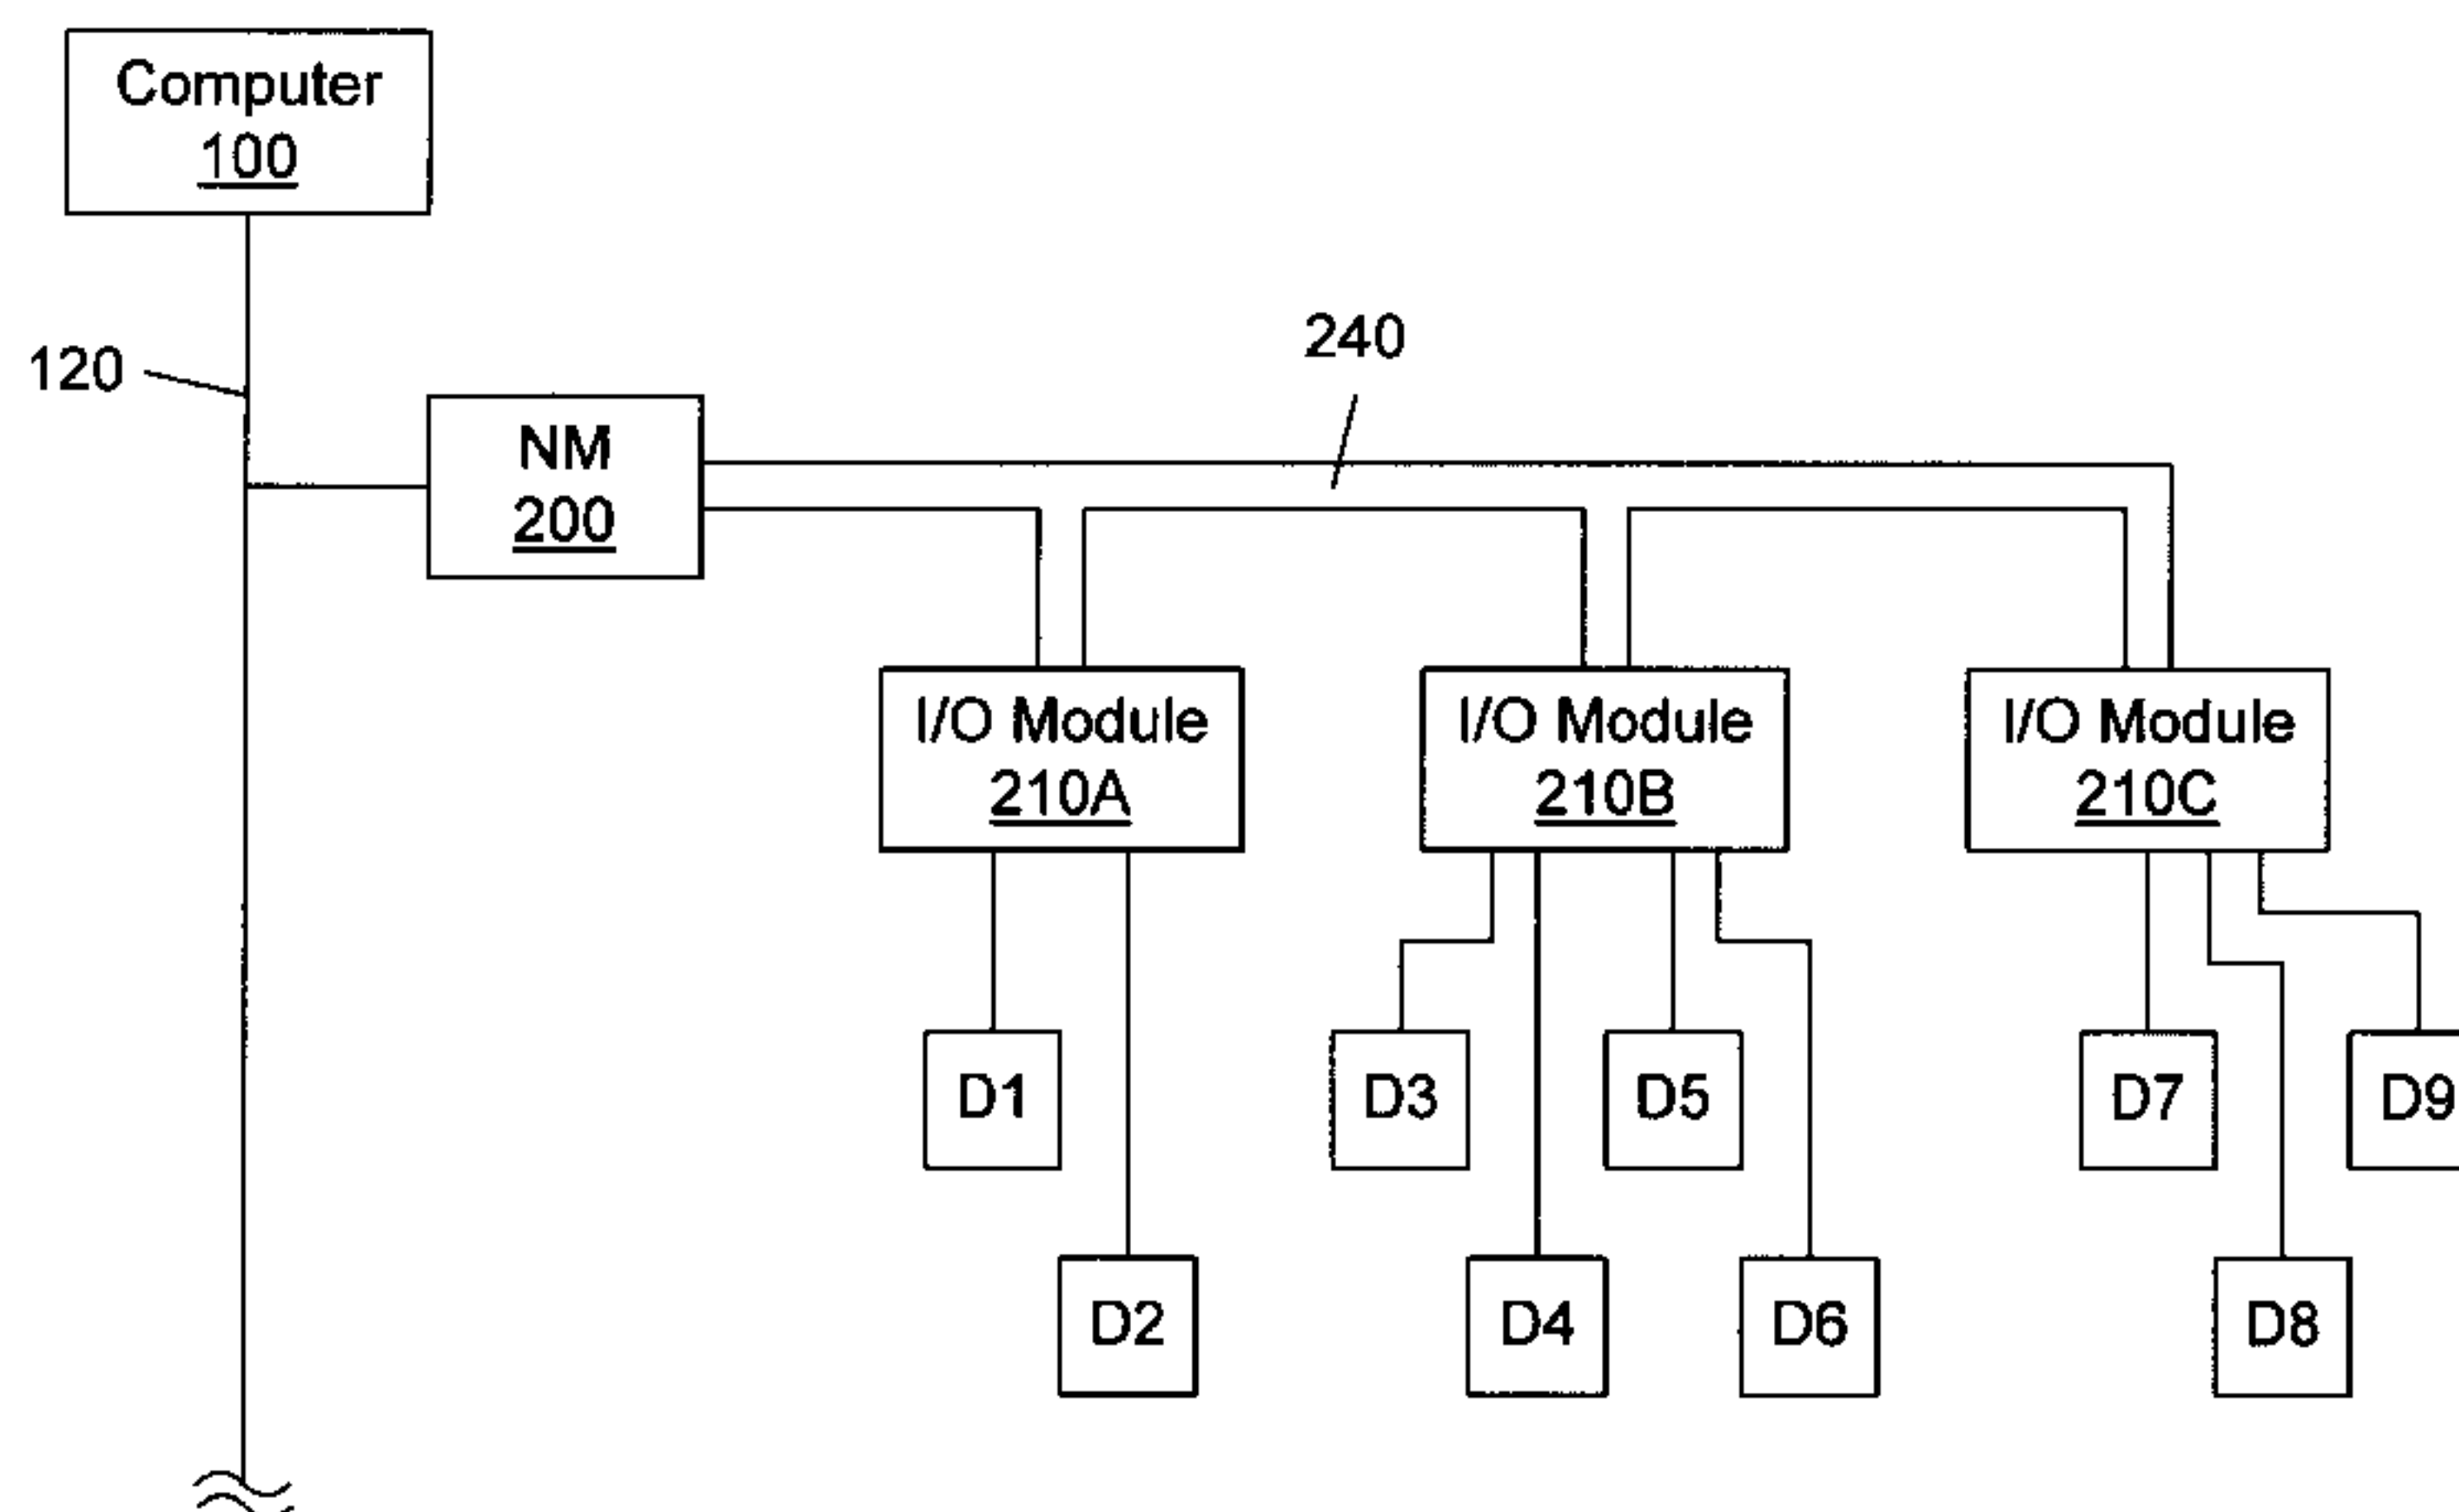 Computer
100
120
240
NM
200
I/O Module
210A
I/O Module
210B
I/O Module
210C
D1
D3
D5
D7
D9
D2
D4
D6
D8